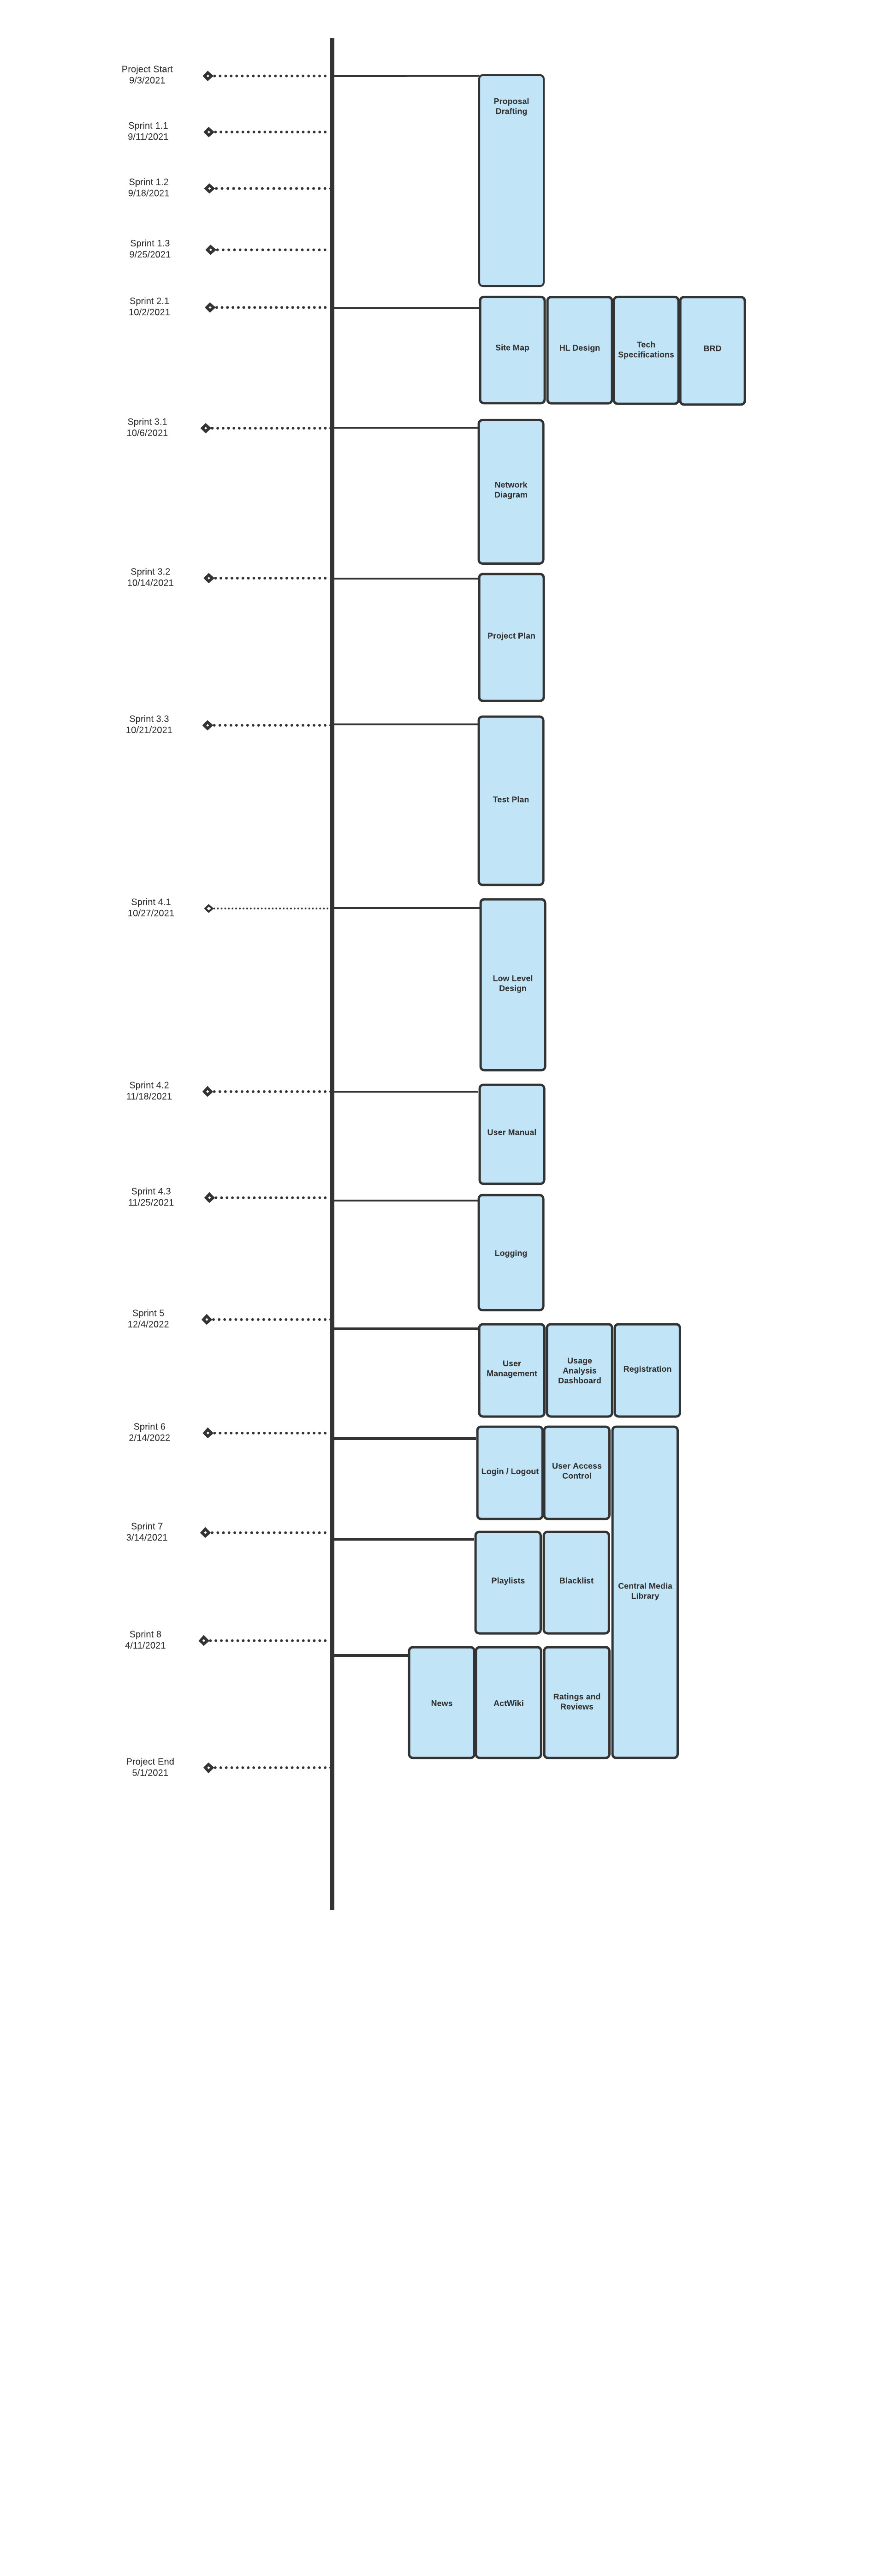 Project Start
9/3/2021
Proposal
Drafting
Sprint 1.1
9/11/2021
Sprint 1.2
9/18/2021
Sprint 1.3
9/25/2021
Sprint 2.1
10/2/2021
Site Map
HL Design
Tech
Specifications
BRD
Sprint 3.1
10/6/2021
Network
Diagram
Sprint 3.2
10/14/2021
Project Plan
Sprint 3.3
10/21/2021
Test Plan
Sprint 4.1
10/27/2021
Low Level
Design
Sprint 4.2
11/18/2021
User Manual
Sprint 4.3
11/25/2021
Logging
Sprint 5
12/4/2022
User
Management
Usage
Analysis
Dashboard
Registration
Sprint 6
2/14/2022
Login / Logout
User Access
Control
Central Media
Library
Sprint 7
3/14/2021
Playlists
Blacklist
Sprint 8
4/11/2021
News
ActWiki
Ratings and
Reviews
Project End
5/1/2021